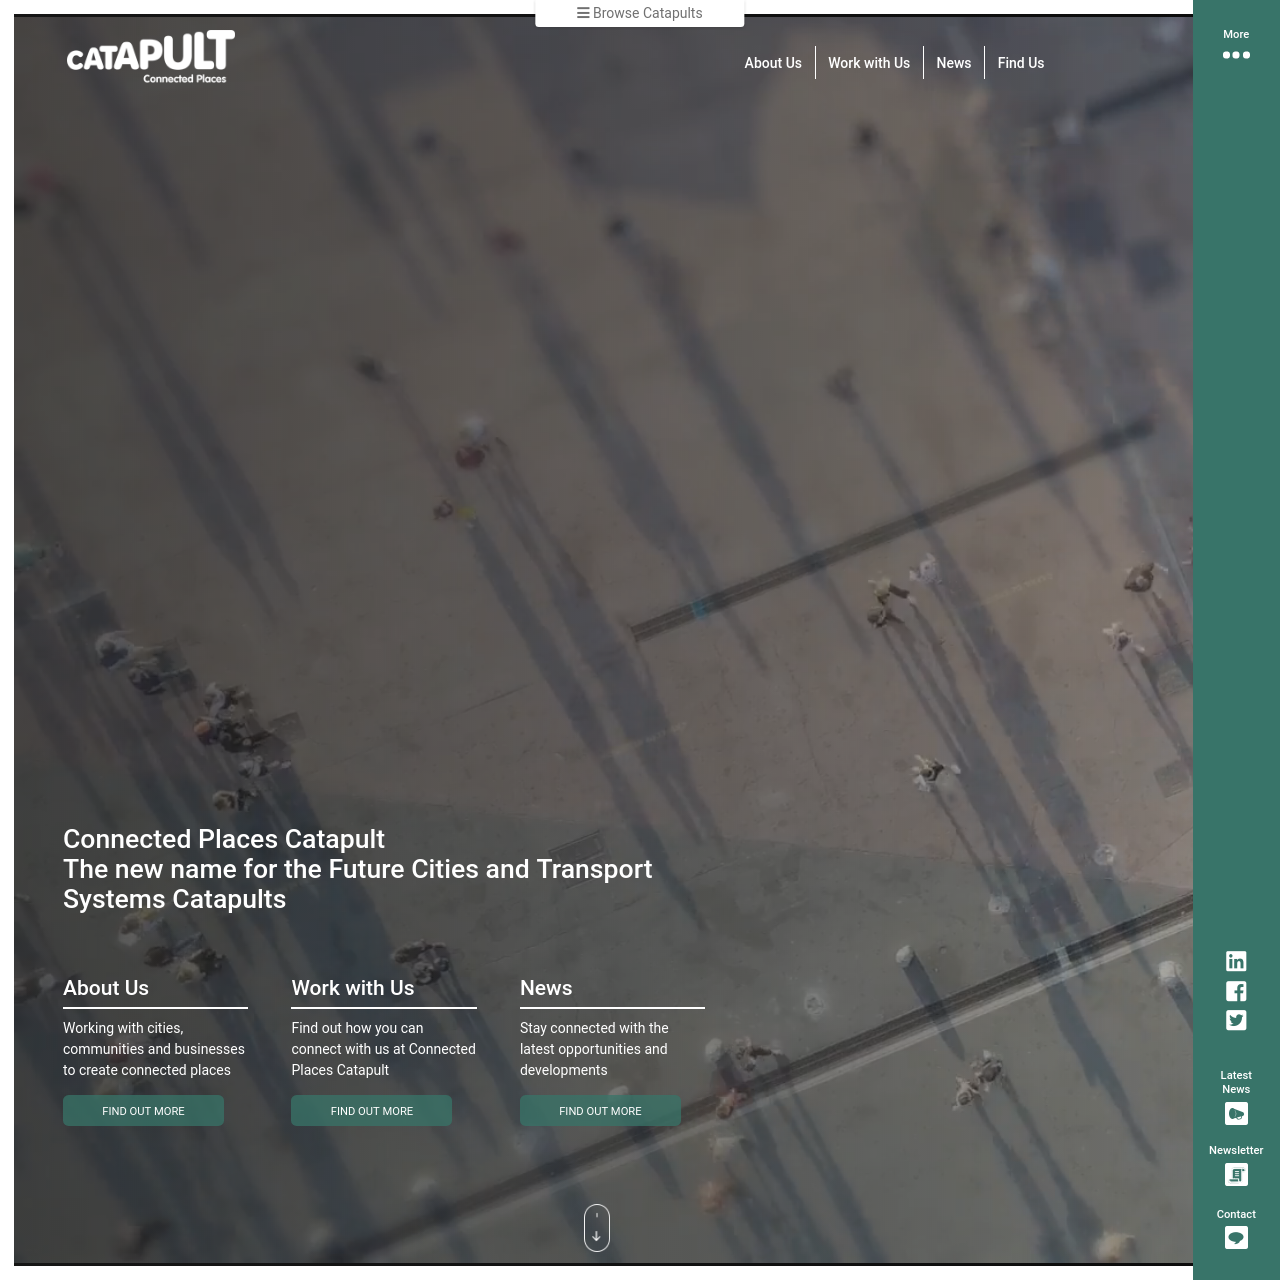 Browse Catapults
CATAPULT
Connected Places
About Us
Work with Us
News
Find Us
More
Connected Places Catapult
The new name for the Future Cities and Transport
Systems Catapults
About Us
Working with cities,
communities and businesses
to create connected places
FIND OUT MORE
Work with Us
Find out how you can
connect with us at Connected
Places Catapult
FIND OUT MORE
News
Stay connected with the
latest opportunities and
developments
FIND OUT MORE
Latest
News
Newsletter
Contact